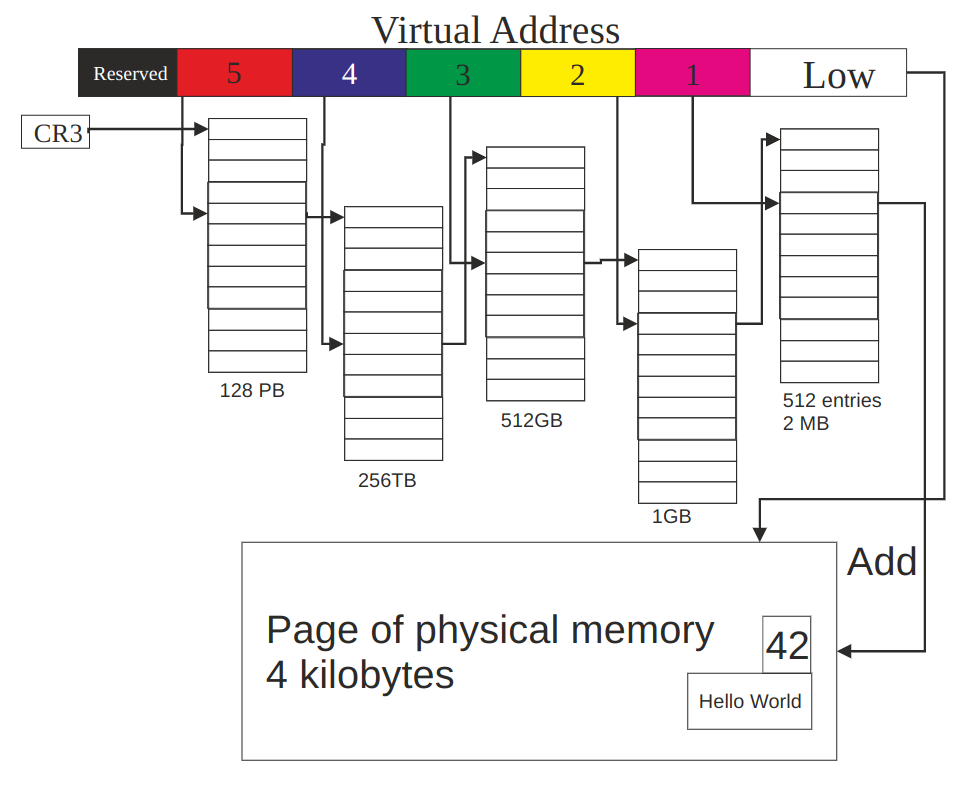 Virtual Address
Reserved 5 4 3 2 1 Low
CR3
128 PB
256TB
512GB
1GB
512 entries
2 MB
Add
Page of physical memory
4 kilobytes
42
Hello World